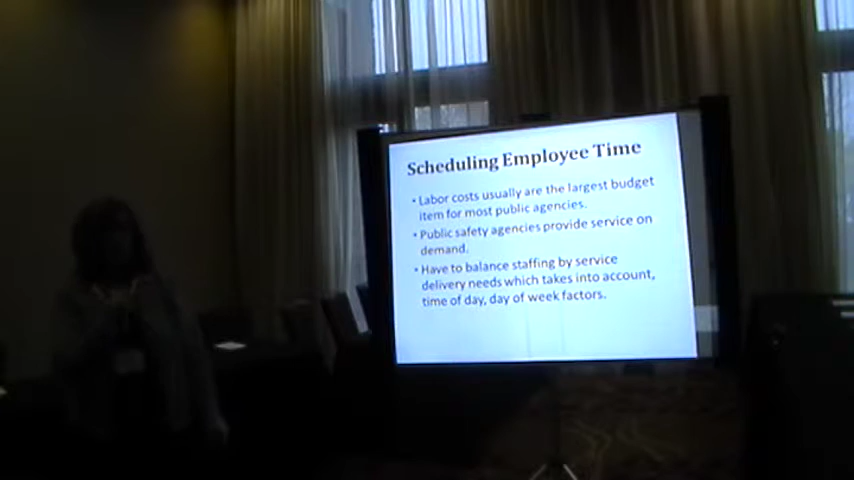 Scheduling Employee Time
• Labor costs usually are the largest budget
item for most public agencies.
• Public safety agencies provide service on
demand.
• Have to balance staffing by service
delivery needs which takes into account,
time of day, day of week factors.